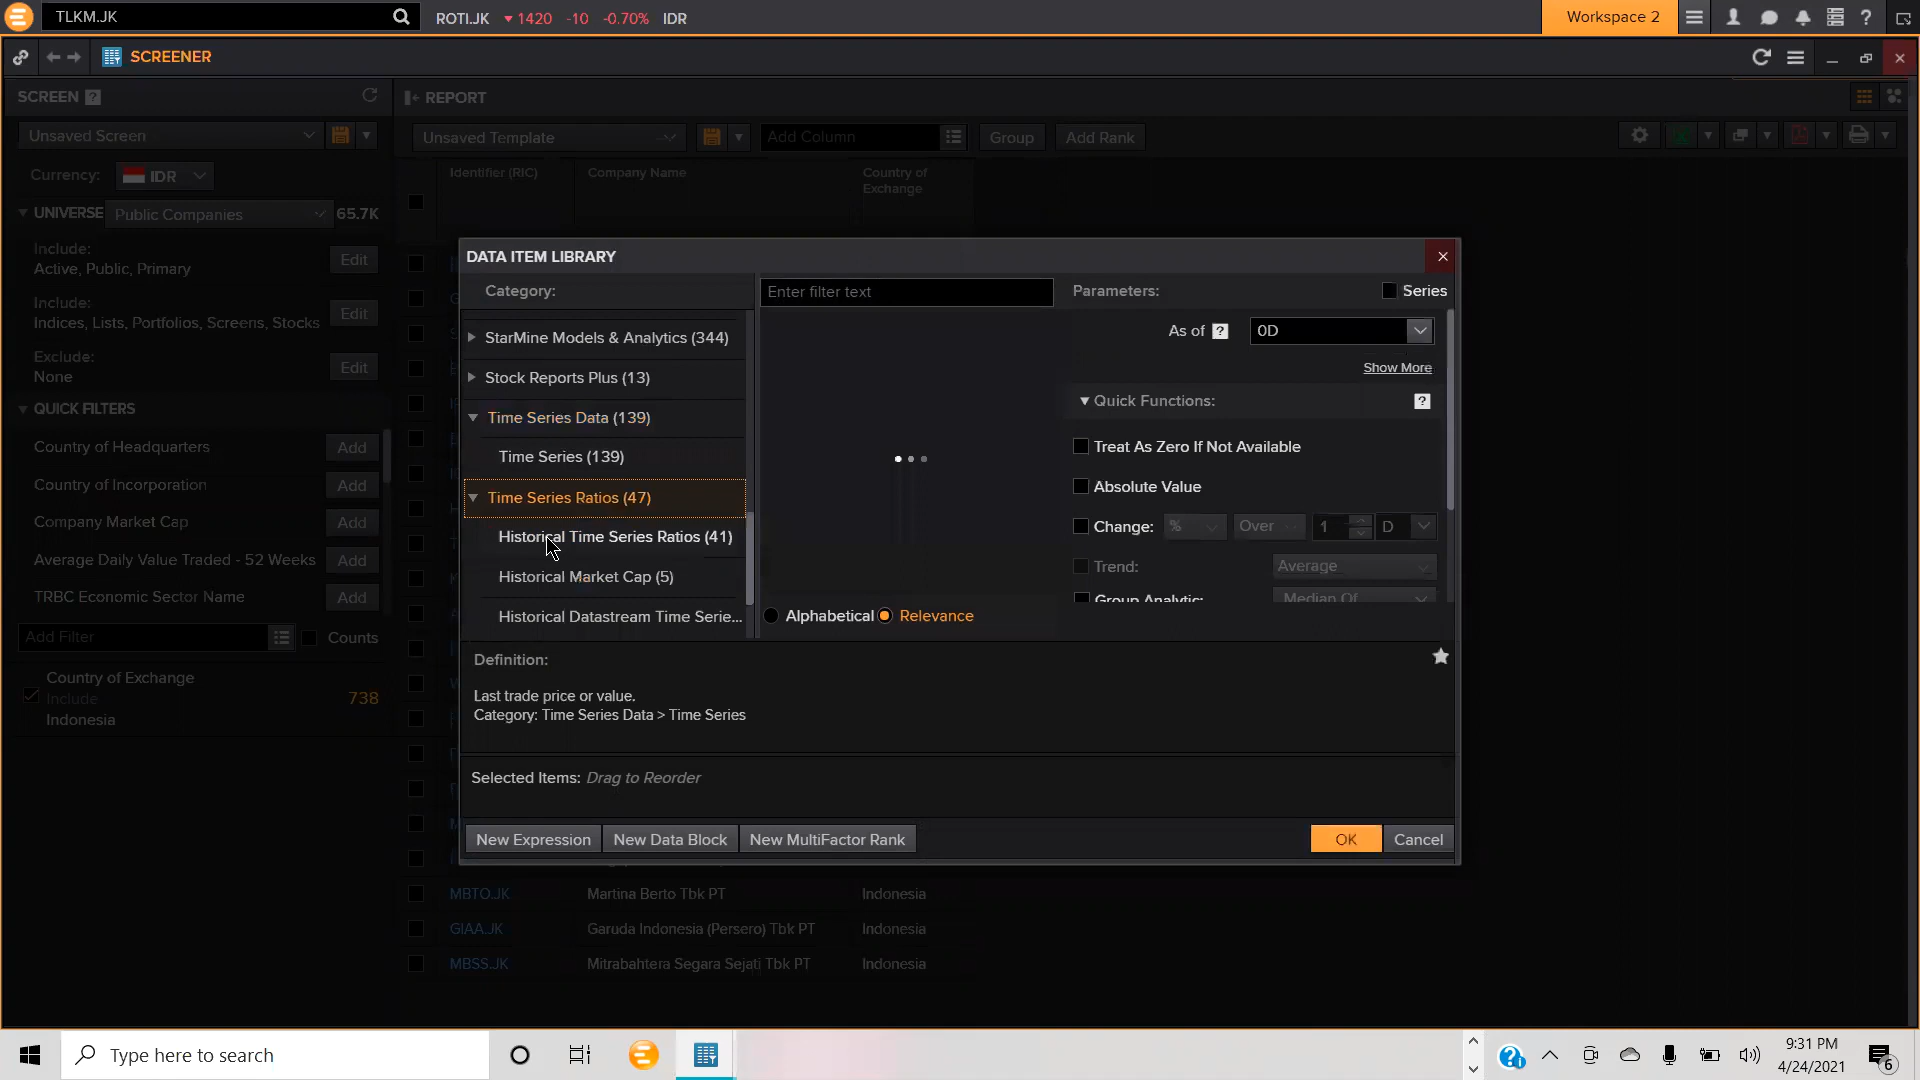 TLKM.JK
ROTI.JK ▼ 1420 -10 -0.70% IDR
Workspace 2
?
SCREENER
SCREEN ?
REPORT
Unsaved Screen
Unsaved Template
Add Column
Group
Add Rank
Currency:
IDR
Identifier (RIC)
Company Name
Country of
Exchange
UNIVERSE
Public Companies
65.7K
Include:
Active, Public, Primary
Edit
Include:
Indices, Lists, Portfolios, Screens, Stocks
Edit
Exclude:
None
Edit
QUICK FILTERS
Country of Headquarters
Add
Country of Incorporation
Add
Company Market Cap
Add
Average Daily Value Traded - 52 Weeks
Add
TRBC Economic Sector Name
Add
Add Filter
Counts
Country of Exchange
Include
738
Indonesia
DATA ITEM LIBRARY
Category:
Enter filter text
Parameters:
Series
StarMine Models & Analytics (344)
Stock Reports Plus (13)
Time Series Data (139)
Time Series (139)
Time Series Ratios (47)
Historical Time Series Ratios (41)
Historical Market Cap (5)
Historical Datastream Time Serie...
As of ?
0D
Show More
Quick Functions:
?
Treat As Zero If Not Available
Absolute Value
Change:
%
Over
1
D
Trend:
Average
Group Analytic:
Median Of
Alphabetical
Relevance
Definition:
Last trade price or value.
Category: Time Series Data > Time Series
Selected Items: Drag to Reorder
New Expression
New Data Block
New MultiFactor Rank
OK
Cancel
MBTO.JK
Martina Berto Tbk PT
Indonesia
GIAA.JK
Garuda Indonesia (Persero) Tbk PT
Indonesia
MBSS.JK
Mitrabahtera Segara Sejati Tbk PT
Indonesia
Type here to search
9:31 PM
4/24/2021
6